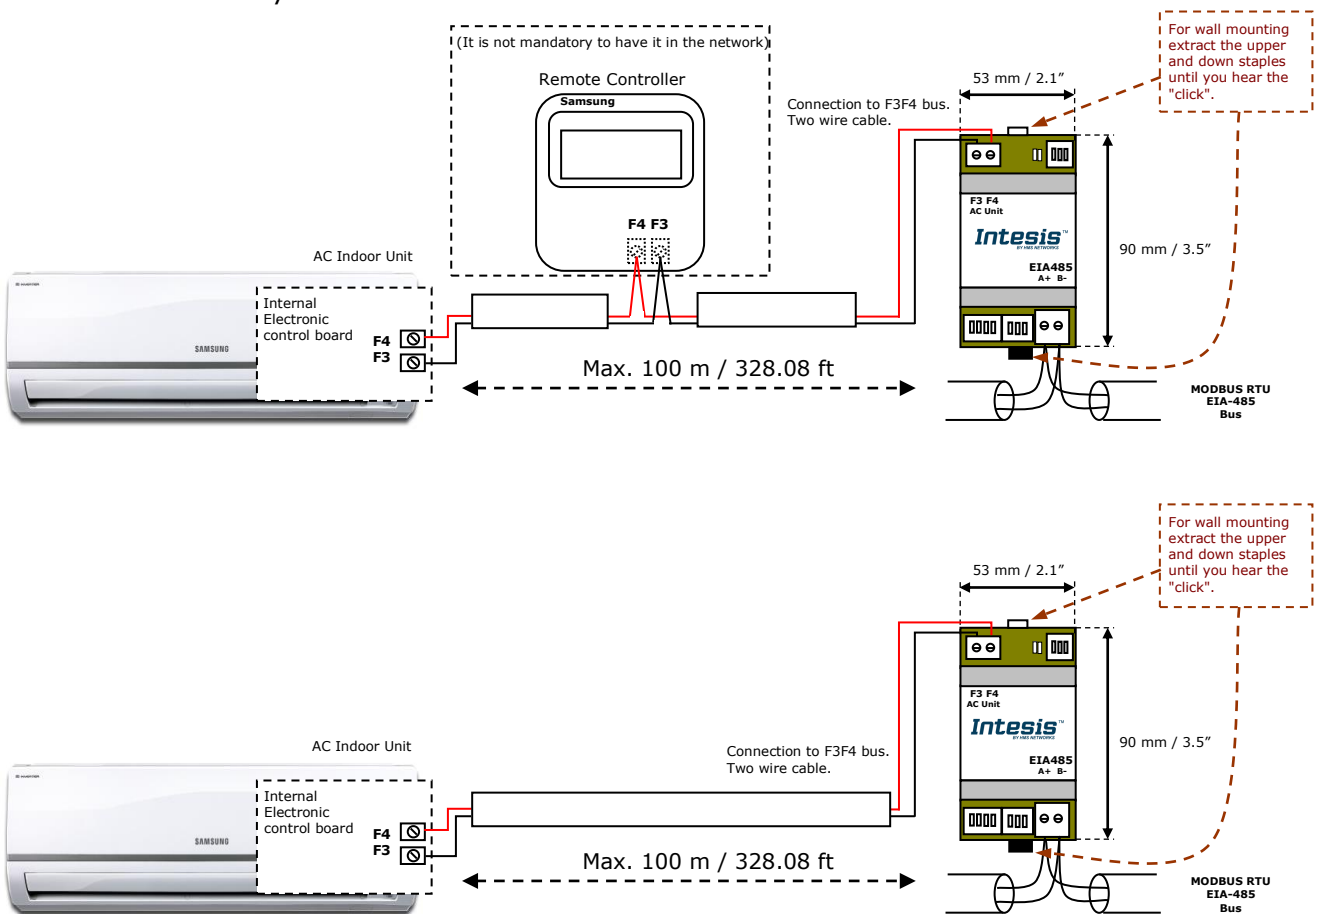 (It is not mandatory to have it in the network)
Remote Controller
Samsung
F4 F3
Connection to F3F4 bus.
Two wire cable.
53 mm / 2.1”
For wall mounting
extract the upper
and down staples
until you hear the
"click".
F3 F4
AC Unit
Intesis™
BY HMS NETWORKS
EIA485
A+ B-
90 mm / 3.5”
AC Indoor Unit
Internal
Electronic
control board
F4
F3
SAMSUNG
Max. 100 m / 328.08 ft
MODBUS RTU
EIA-485
Bus
For wall mounting
extract the upper
and down staples
until you hear the
"click".
53 mm / 2.1”
F3 F4
AC Unit
Intesis™
BY HMS NETWORKS
EIA485
A+ B-
90 mm / 3.5”
AC Indoor Unit
Connection to F3F4 bus.
Two wire cable.
Internal
Electronic
control board
F4
F3
SAMSUNG
Max. 100 m / 328.08 ft
MODBUS RTU
EIA-485
Bus